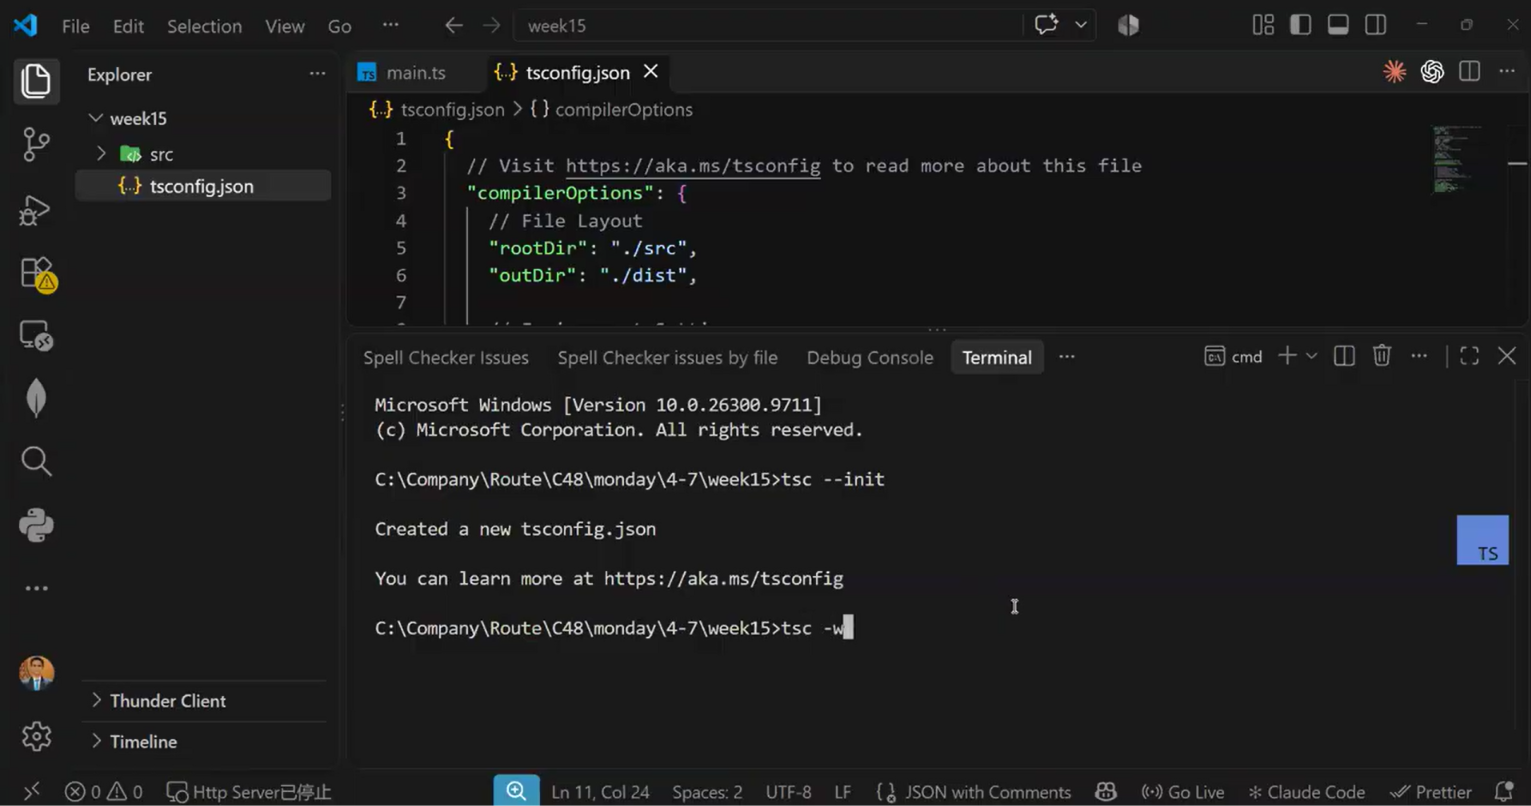 File Edit Selection View Go ··· week15
Explorer ···
week15
src
tsconfig.json
Thunder Client
Timeline
TS main.ts {..} tsconfig.json
{..} tsconfig.json > {} compilerOptions
1 {
2 // Visit https://aka.ms/tsconfig to read more about this file
3 "compilerOptions": {
4 // File Layout
5 "rootDir": "./src",
6 "outDir": "./dist",
7
Spell Checker Issues Spell Checker issues by file Debug Console Terminal ··· cmd
Microsoft Windows [Version 10.0.26300.9711]
(c) Microsoft Corporation. All rights reserved.
C:\Company\Route\C48\monday\4-7\week15>tsc --init
Created a new tsconfig.json
You can learn more at https://aka.ms/tsconfig
C:\Company\Route\C48\monday\4-7\week15>tsc -w
TS
0 0 Http Server已停止 Ln 11, Col 24 Spaces: 2 UTF-8 LF JSON with Comments Go Live Claude Code Prettier